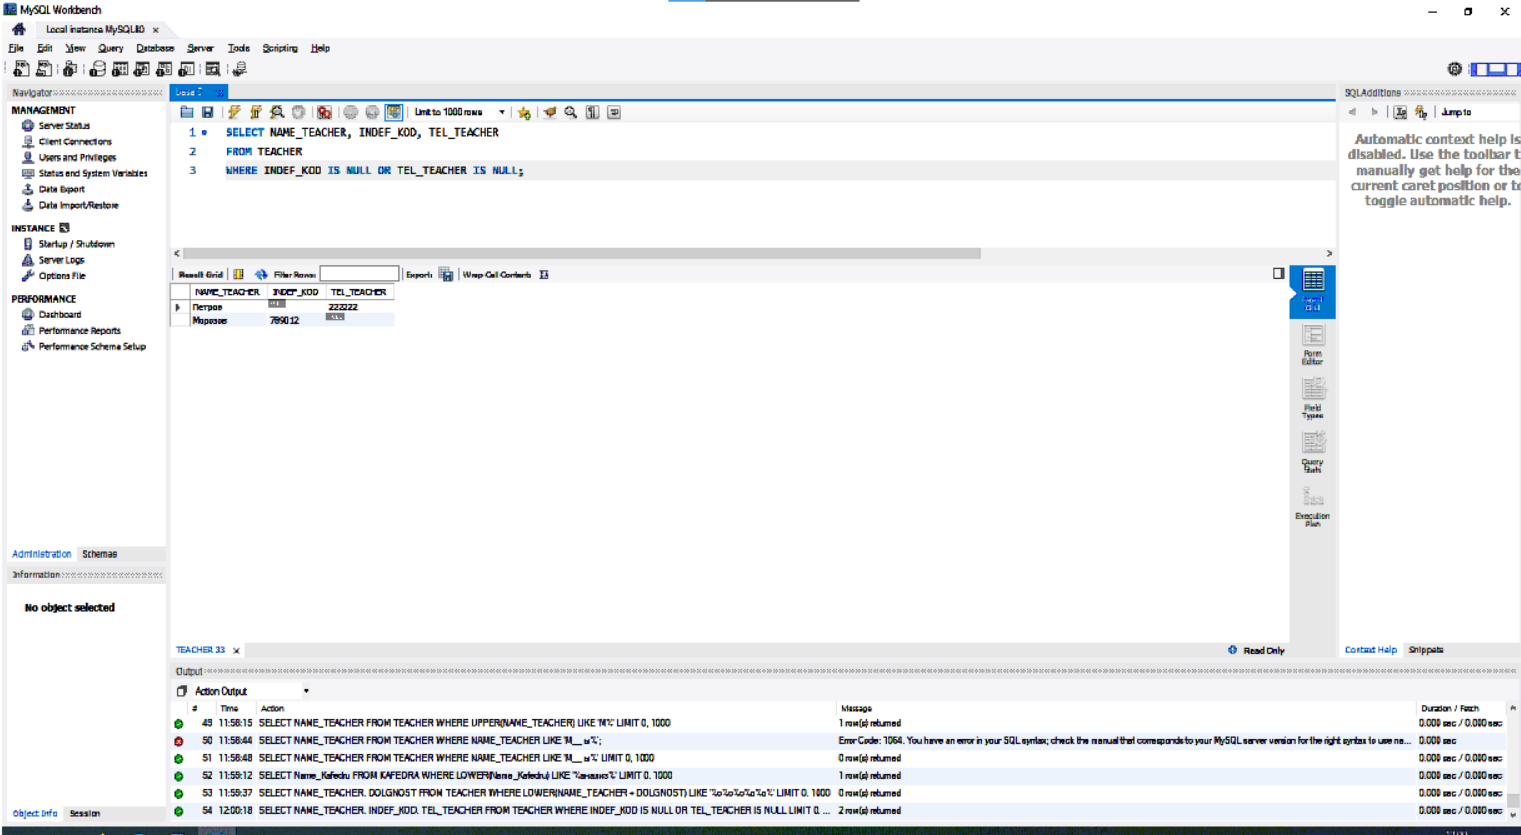 MySQL Workbench
Local instance MySQL80 ×
File Edit View Query Database Server Tools Scripting Help
Navigator
SQLAdditions
MANAGEMENT
Server Status
Client Connections
Users and Privileges
Status and System Variables
Data Export
Data Import/Restore
INSTANCE
Startup / Shutdown
Server Logs
Options File
PERFORMANCE
Dashboard
Performance Reports
Performance Schema Setup
Administration Schemas
Information
No object selected
Object Info Session
Limit to 1000 rows
1 SELECT NAME_TEACHER, INDEF_KOD, TEL_TEACHER
2 FROM TEACHER
3 WHERE INDEF_KOD IS NULL OR TEL_TEACHER IS NULL;
Result Grid Filter Rows: Export: Wrap Cell Content: IA
NAME_TEACHER INDEF_KOD TEL_TEACHER
Петров 222222
Морозов 789012
Form Editor
Field Types
Query Stats
Execution Plan
Jump to
Automatic context help is
disabled. Use the toolbar t
manually get help for the
current caret position or to
toggle automatic help.
TEACHER 33 ×
Read Only
Context Help Snippets
Output
Action Output
# Time Action Message Duration / Fetch
49 11:58:15 SELECT NAME_TEACHER FROM TEACHER WHERE UPPER(NAME_TEACHER) LIKE 'М%' LIMIT 0, 1000 1 row(s) returned 0.000 sec / 0.000 sec
50 11:58:44 SELECT NAME_TEACHER FROM TEACHER WHERE NAME_TEACHER LIKE 'М__ ы%'; Error Code: 1064. You have an error in your SQL syntax; check the manual that corresponds to your MySQL server version for the right syntax to use na... 0.000 sec
51 11:58:48 SELECT NAME_TEACHER FROM TEACHER WHERE NAME_TEACHER LIKE 'М__ ы%' LIMIT 0, 1000 0 row(s) returned 0.000 sec / 0.000 sec
52 11:59:12 SELECT Name_Kafedru FROM KAFEDRA WHERE LOWER(Name_Kafedru) LIKE '%анализ%' LIMIT 0, 1000 1 row(s) returned 0.000 sec / 0.000 sec
53 11:59:37 SELECT NAME_TEACHER, DOLGNOST FROM TEACHER WHERE LOWER(NAME_TEACHER + DOLGNOST) LIKE '%о%о%о%о%' LIMIT 0, 1000 0 row(s) returned 0.000 sec / 0.000 sec
54 12:00:18 SELECT NAME_TEACHER, INDEF_KOD, TEL_TEACHER FROM TEACHER WHERE INDEF_KOD IS NULL OR TEL_TEACHER IS NULL LIMIT 0, ... 2 row(s) returned 0.000 sec / 0.000 sec